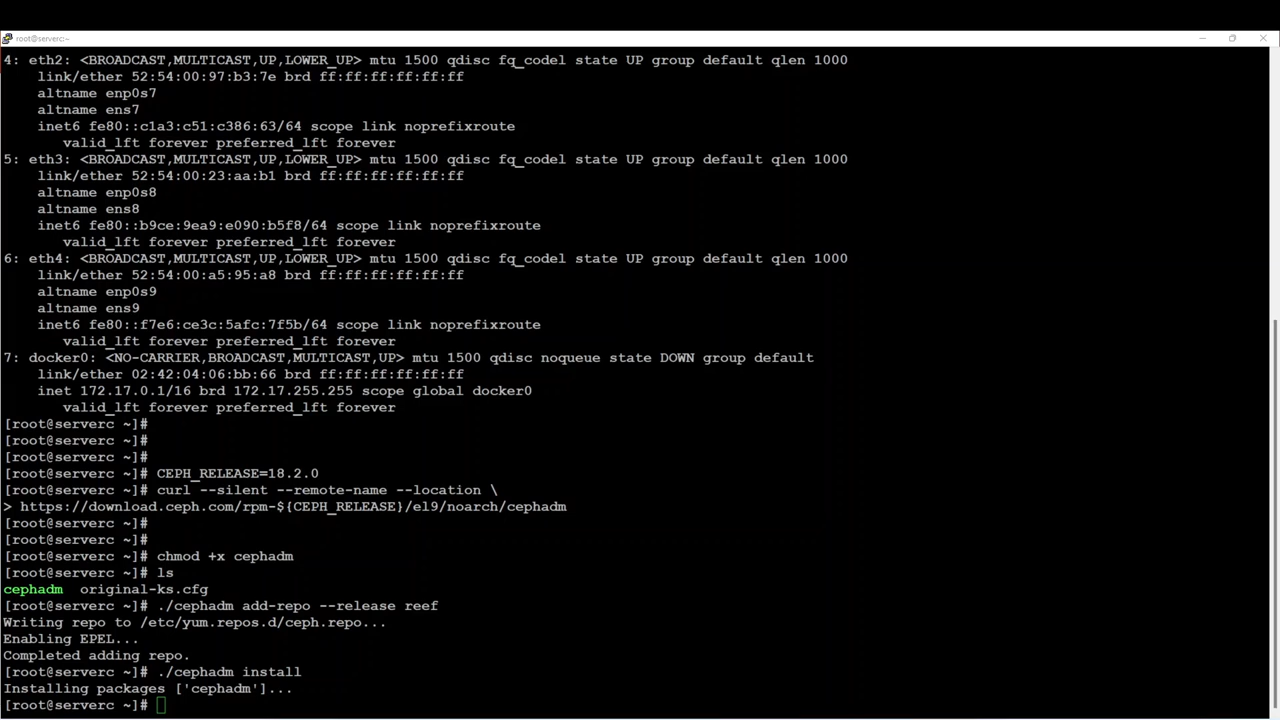 root@serverc:~
4: eth2: <BROADCAST,MULTICAST,UP,LOWER_UP> mtu 1500 qdisc fq_codel state UP group default qlen 1000
    link/ether 52:54:00:97:b3:7e brd ff:ff:ff:ff:ff:ff
    altname enp0s7
    altname ens7
    inet6 fe80::c1a3:c51:c386:63/64 scope link noprefixroute
       valid_lft forever preferred_lft forever
5: eth3: <BROADCAST,MULTICAST,UP,LOWER_UP> mtu 1500 qdisc fq_codel state UP group default qlen 1000
    link/ether 52:54:00:23:aa:b1 brd ff:ff:ff:ff:ff:ff
    altname enp0s8
    altname ens8
    inet6 fe80::b9ce:9ea9:e090:b5f8/64 scope link noprefixroute
       valid_lft forever preferred_lft forever
6: eth4: <BROADCAST,MULTICAST,UP,LOWER_UP> mtu 1500 qdisc fq_codel state UP group default qlen 1000
    link/ether 52:54:00:a5:95:a8 brd ff:ff:ff:ff:ff:ff
    altname enp0s9
    altname ens9
    inet6 fe80::f7e6:ce3c:5afc:7f5b/64 scope link noprefixroute
       valid_lft forever preferred_lft forever
7: docker0: <NO-CARRIER,BROADCAST,MULTICAST,UP> mtu 1500 qdisc noqueue state DOWN group default
    link/ether 02:42:04:06:bb:66 brd ff:ff:ff:ff:ff:ff
    inet 172.17.0.1/16 brd 172.17.255.255 scope global docker0
       valid_lft forever preferred_lft forever
[root@serverc ~]#
[root@serverc ~]#
[root@serverc ~]#
[root@serverc ~]# CEPH_RELEASE=18.2.0
[root@serverc ~]# curl --silent --remote-name --location \
> https://download.ceph.com/rpm-${CEPH_RELEASE}/el9/noarch/cephadm
[root@serverc ~]#
[root@serverc ~]#
[root@serverc ~]# chmod +x cephadm
[root@serverc ~]# ls
cephadm  original-ks.cfg
[root@serverc ~]# ./cephadm add-repo --release reef
Writing repo to /etc/yum.repos.d/ceph.repo...
Enabling EPEL...
Completed adding repo.
[root@serverc ~]# ./cephadm install
Installing packages ['cephadm']...
[root@serverc ~]#